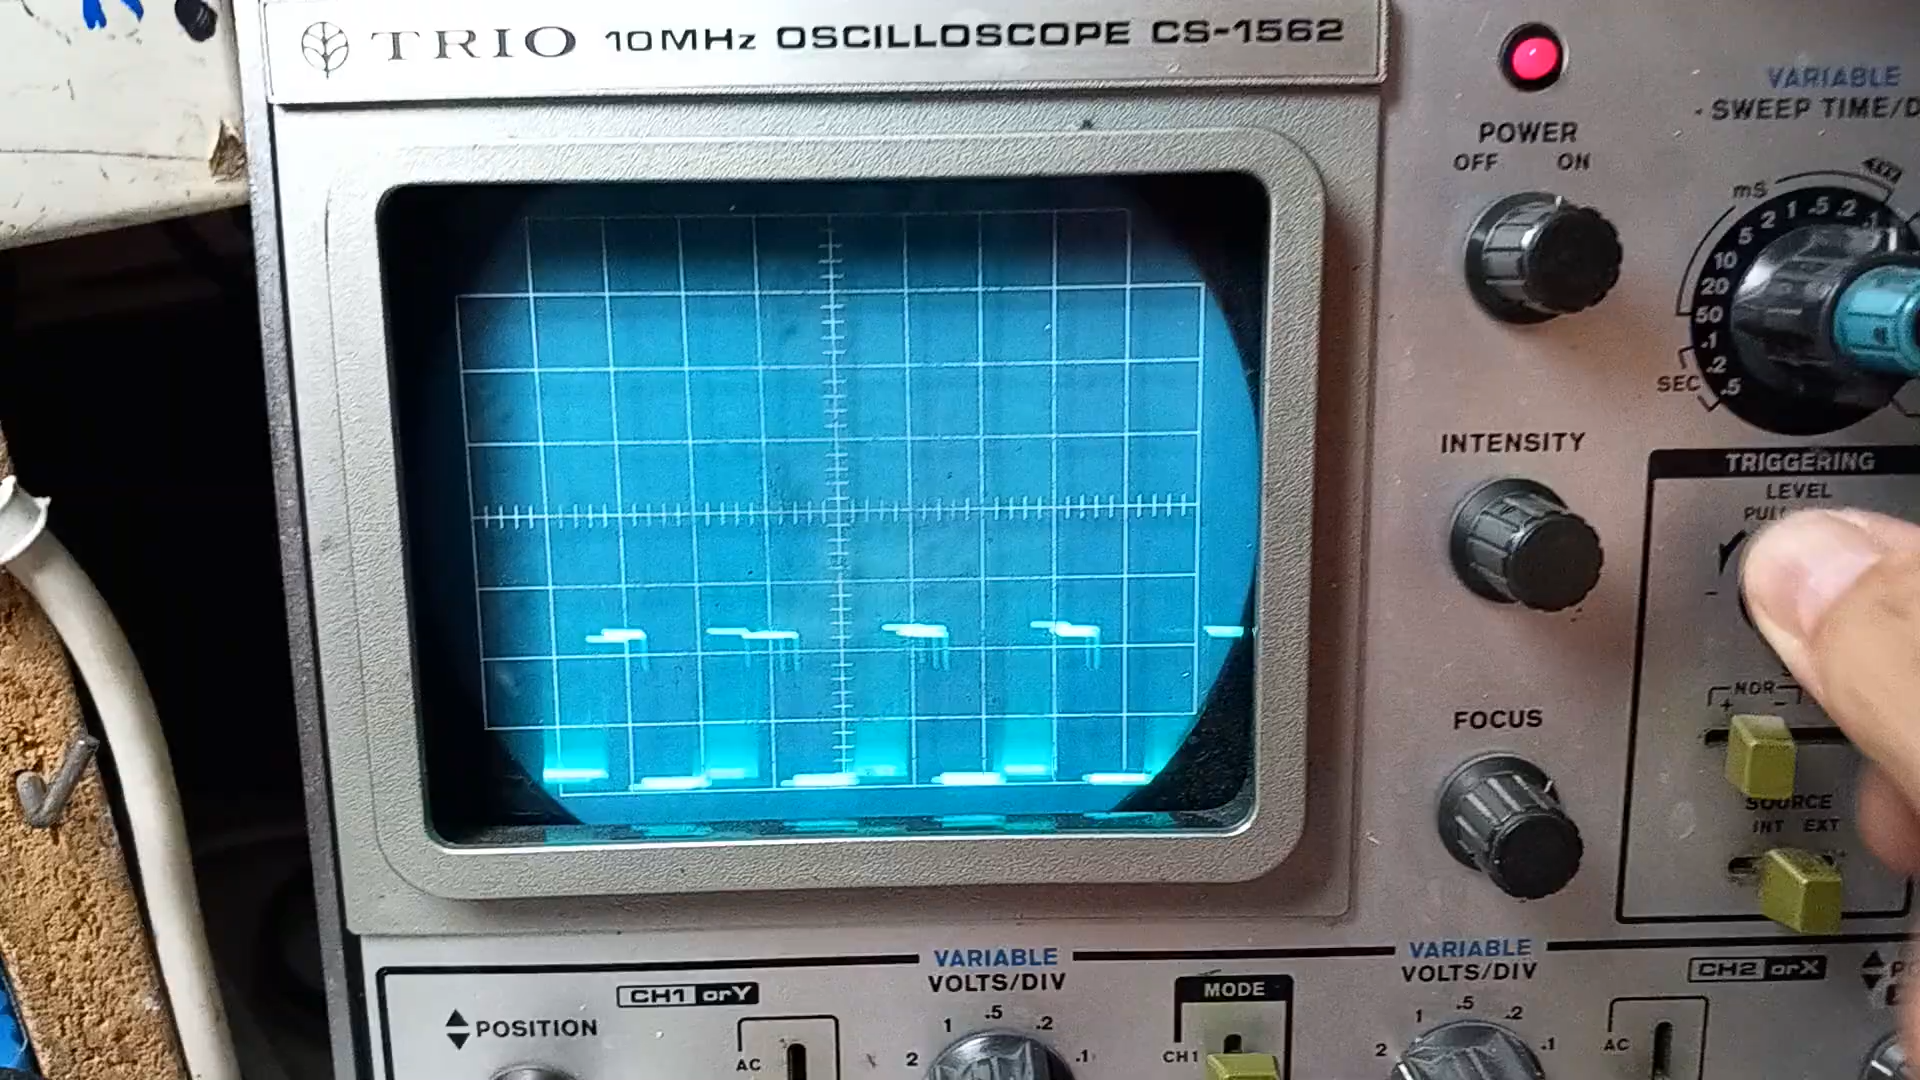 TRIO 10MHz OSCILLOSCOPE CS-1562
VARIABLE
SWEEP TIME/D
POWER
OFF ON
mS
.1
.2
.5
1
2
5
10
20
50
.1
.2
.5
SEC
INTENSITY
TRIGGERING
LEVEL
NOR
+ -
FOCUS
SOURCE
INT EXT
CH1 orY
VARIABLE
VOLTS/DIV
MODE
VARIABLE
VOLTS/DIV
CH2 orX
POSITION
AC
2 1 .5 .2 .1
CH1
2 1 .5 .2 .1
AC